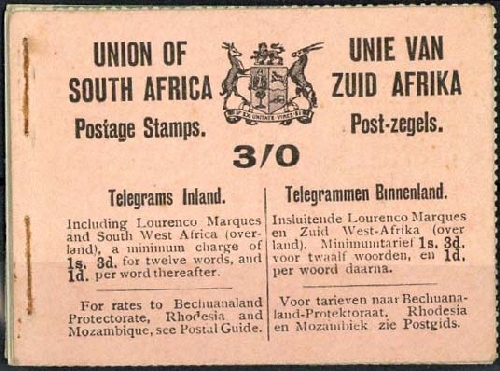 UNION OF
SOUTH AFRICA
Postage Stamps.
UNIE VAN
ZUID AFRIKA
Post-zegels.
EX UNITATE VIRES
3/0
Telegrams Inland.
Including Lourenco Marques
and South West Africa (over-
land), a minimum charge of
1s. 3d. for twelve words, and
1d. per word thereafter.
For rates to Bechuanaland
Protectorate, Rhodesia and
Mozambique, see Postal Guide.
Telegrammen Binnenland.
Insluitende Lourenco Marques
en Zuid West-Afrika (over
land). Minimumtarief 1s. 3d.
voor twaalf woorden, en 1d.
per woord daarna.
Voor tarieven naar Bechuana-
land-Protektoraat, Rhodesia
en Mozambiek zie Postgids.